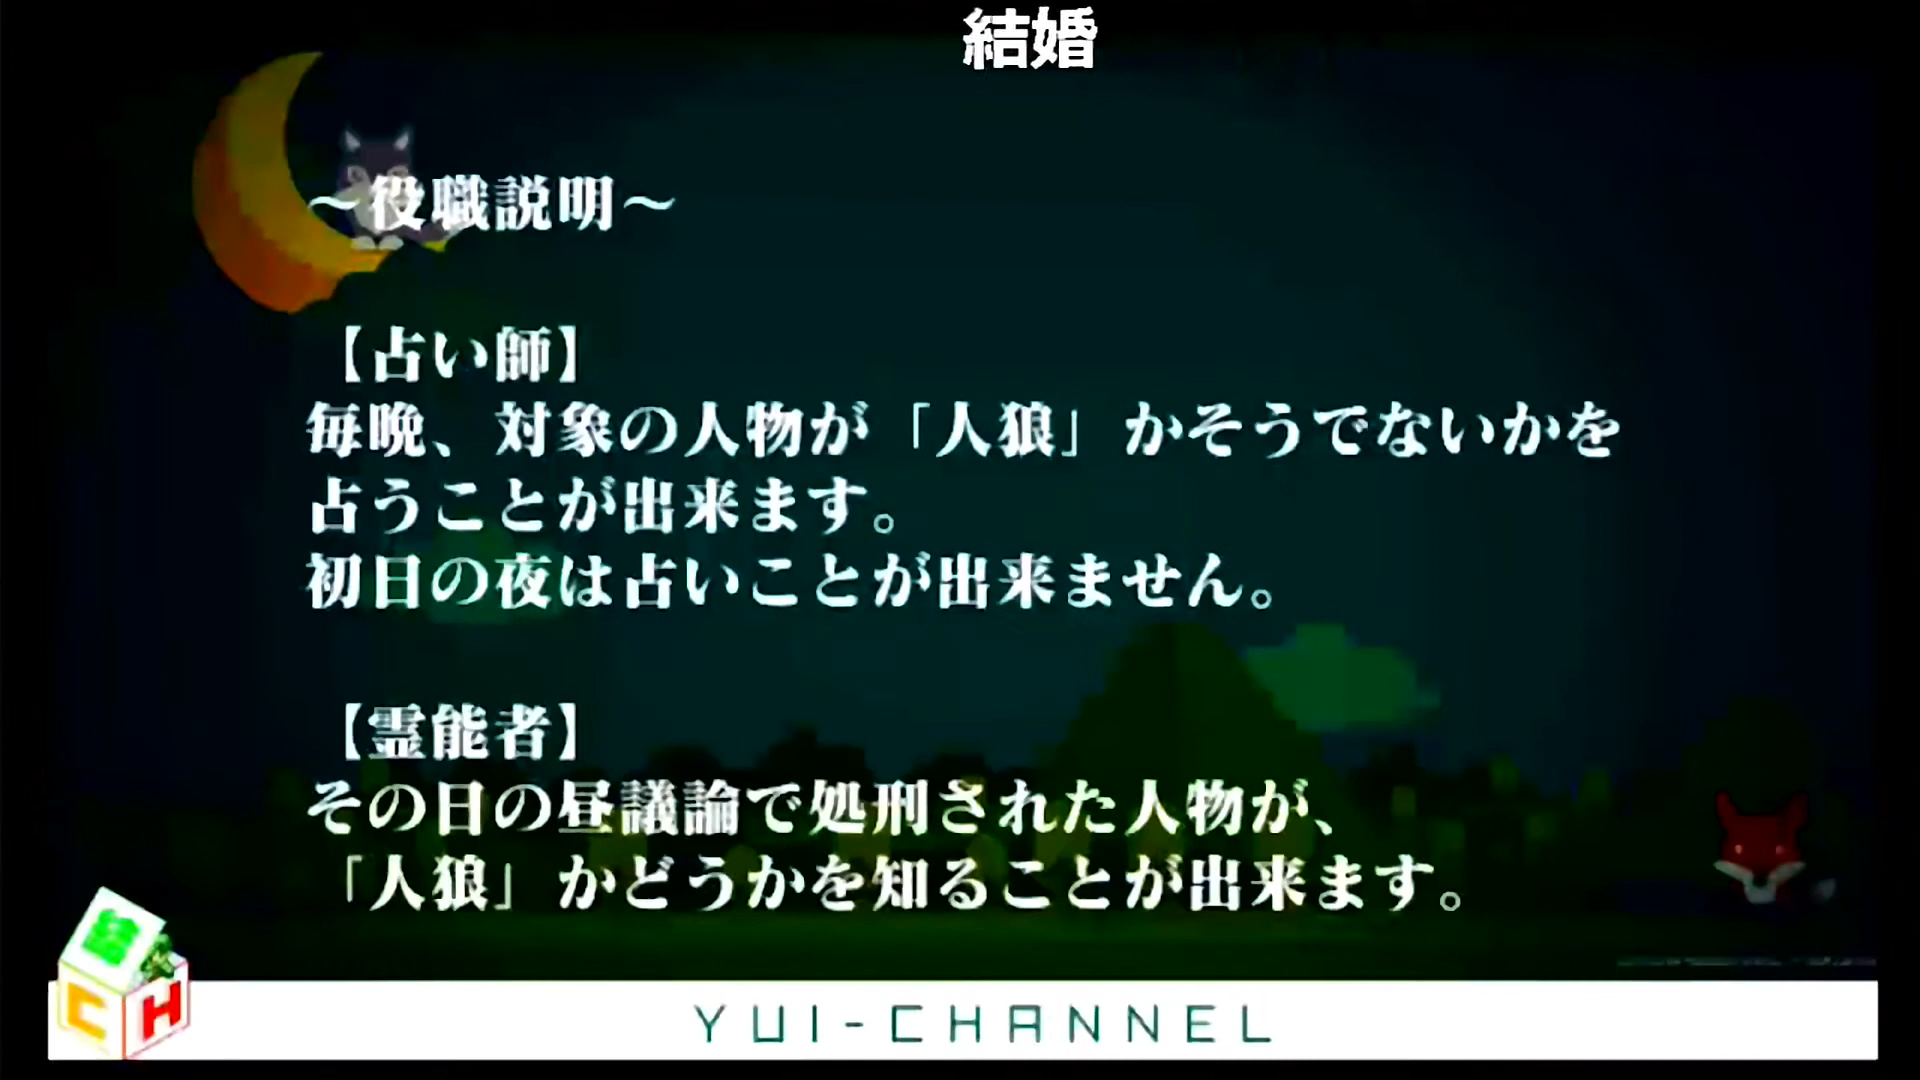 結婚
～役職説明～
【占い師】
毎晩、対象の人物が「人狼」かそうでないかを
占うことが出来ます。
初日の夜は占いことが出来ません。
【霊能者】
その日の昼議論で処刑された人物が、
「人狼」かどうかを知ることが出来ます。
C H
YUI-CHANNEL